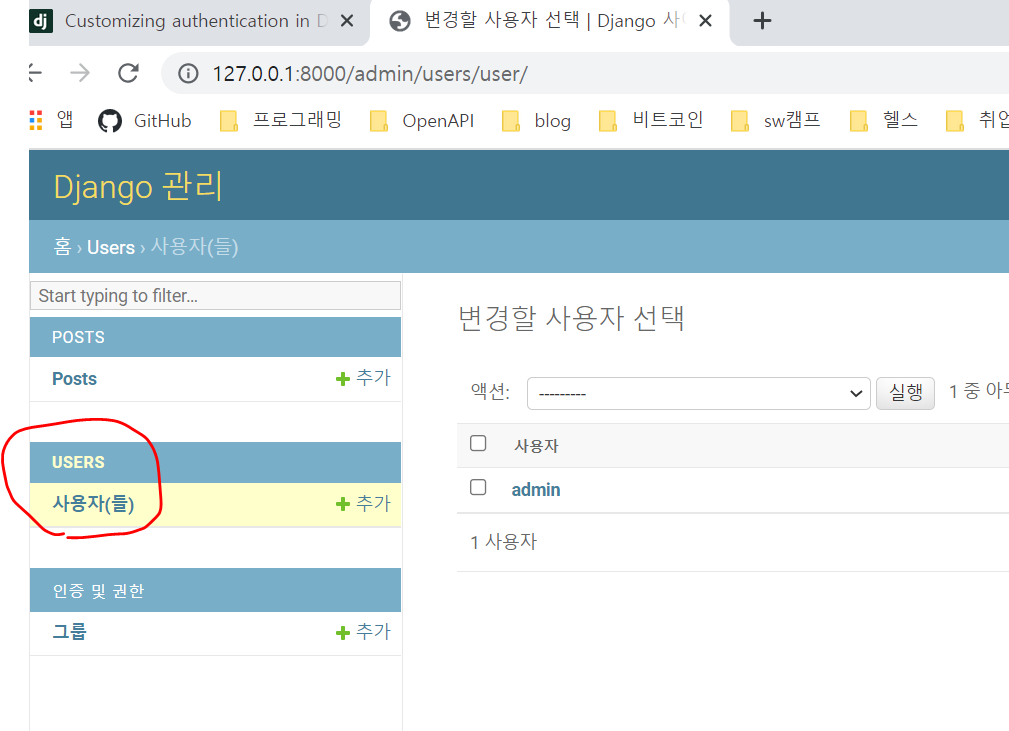 dj Customizing authentication in D
변경할 사용자 선택 | Django 사
127.0.0.1:8000/admin/users/user/
앱 GitHub 프로그래밍 OpenAPI blog 비트코인 sw캠프 헬스 취업
Django 관리
홈 › Users › 사용자(들)
Start typing to filter...
POSTS
Posts 추가
USERS
사용자(들) 추가
인증 및 권한
그룹 추가
변경할 사용자 선택
액션: --------- 실행 1 중 아무
사용자
admin
1 사용자